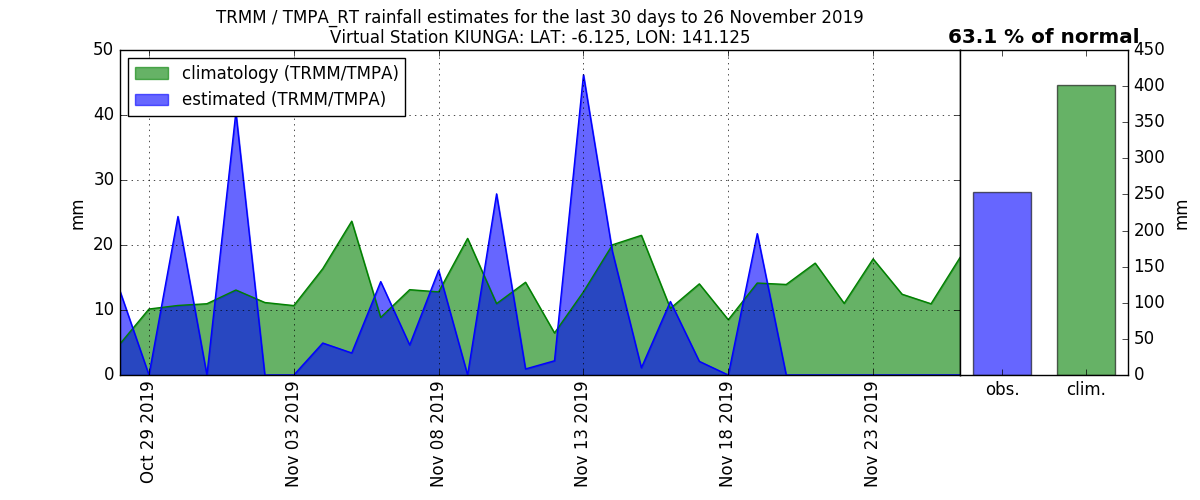 TRMM / TMPA_RT rainfall estimates for the last 30 days to 26 November 2019
Virtual Station KIUNGA: LAT: -6.125, LON: 141.125
63.1 % of normal
climatology (TRMM/TMPA)
estimated (TRMM/TMPA)
50
40
30
20
10
0
mm
Oct 29 2019
Nov 03 2019
Nov 08 2019
Nov 13 2019
Nov 18 2019
Nov 23 2019
obs.
clim.
450
400
350
300
250
200
150
100
50
0
mm